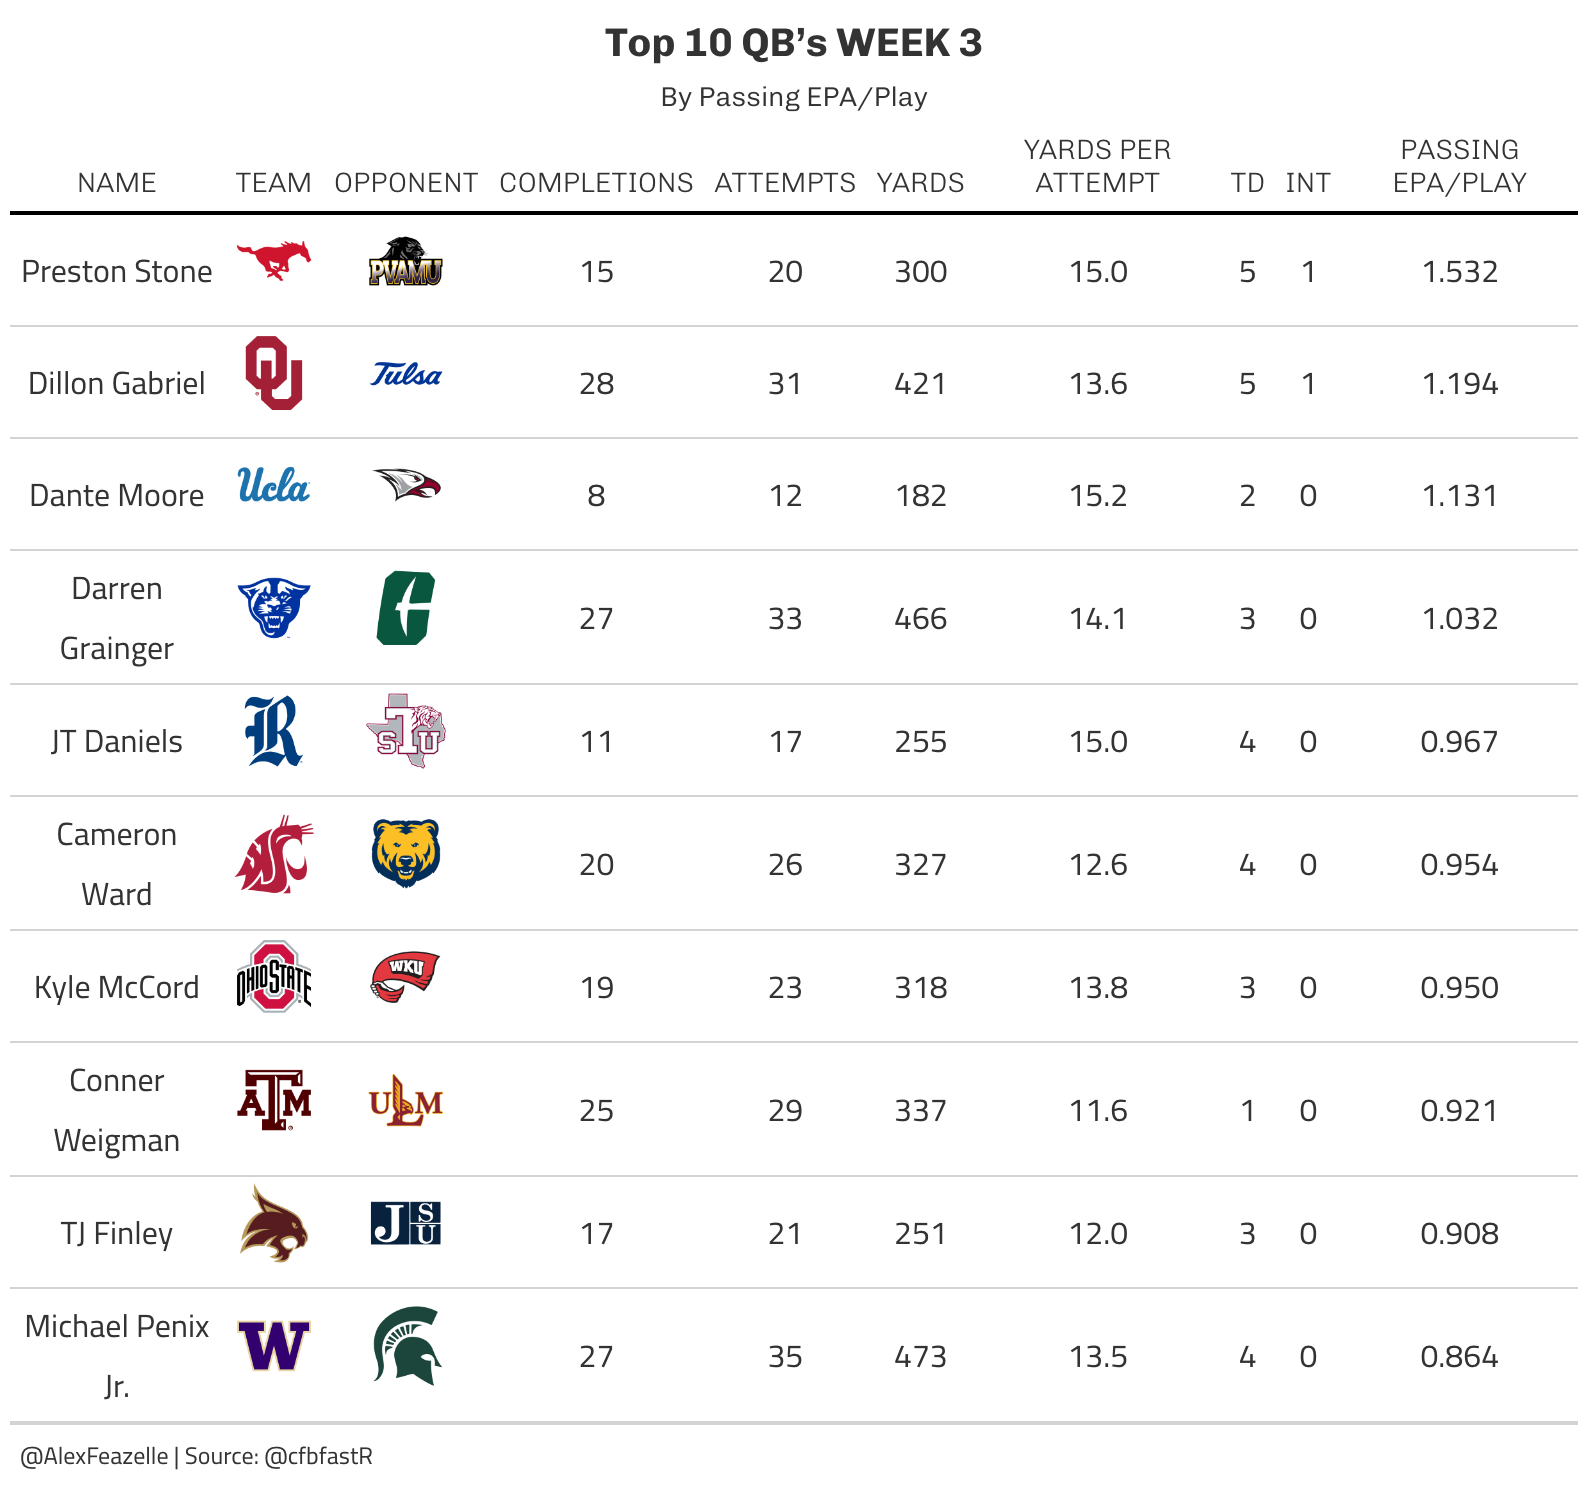 Top 10 QB’s WEEK 3
By Passing EPA/Play
NAME TEAM OPPONENT COMPLETIONS ATTEMPTS YARDS YARDS PER ATTEMPT TD INT PASSING EPA/PLAY
Preston Stone PVAMU 15 20 300 15.0 5 1 1.532
Dillon Gabriel OU Tulsa 28 31 421 13.6 5 1 1.194
Dante Moore Ucla 8 12 182 15.2 2 0 1.131
Darren
Grainger C 27 33 466 14.1 3 0 1.032
JT Daniels R TSU 11 17 255 15.0 4 0 0.967
Cameron
Ward WSC 20 26 327 12.6 4 0 0.954
Kyle McCord OHIO STATE WKU 19 23 318 13.8 3 0 0.950
Conner
Weigman ATM ULM 25 29 337 11.6 1 0 0.921
TJ Finley JSU 17 21 251 12.0 3 0 0.908
Michael Penix
Jr. W 27 35 473 13.5 4 0 0.864
@AlexFeazelle | Source: @cfbfastR